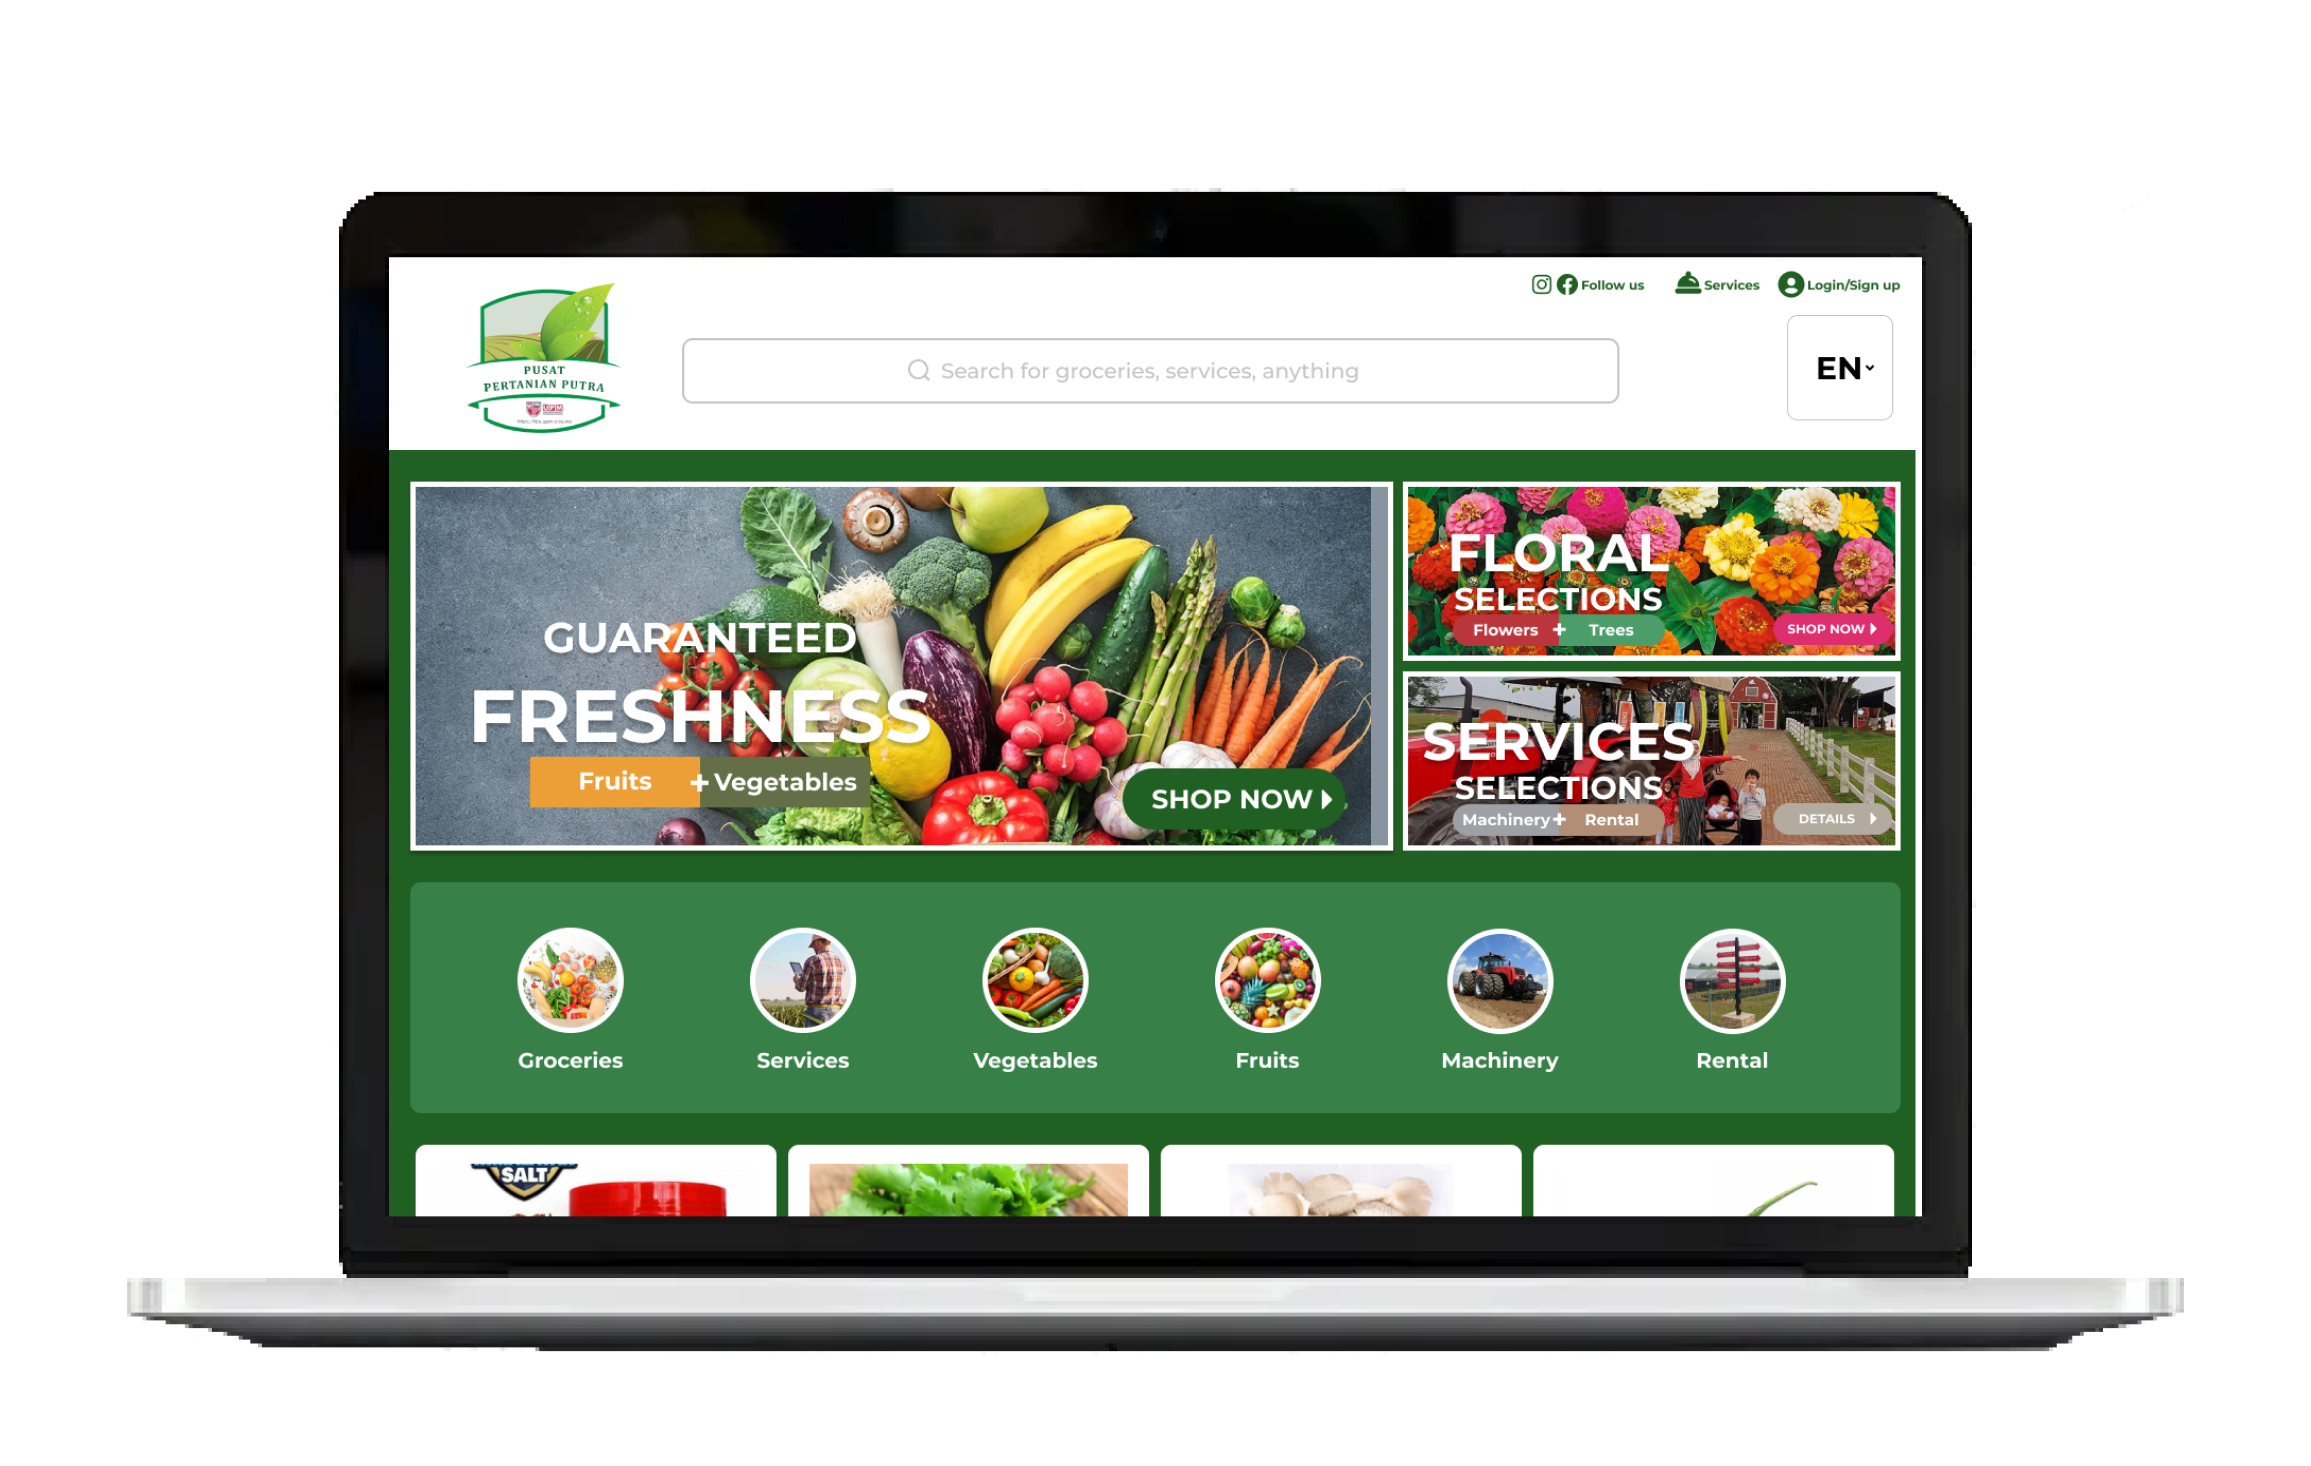 Follow us
Services
Login/Sign up
PUSAT
PERTANIAN PUTRA
UPM
Search for groceries, services, anything
EN
GUARANTEED
FRESHNESS
Fruits + Vegetables
SHOP NOW
FLORAL
SELECTIONS
Flowers + Trees
SHOP NOW
SERVICES
SELECTIONS
Machinery + Rental
DETAILS
Groceries
Services
Vegetables
Fruits
Machinery
Rental
SALT